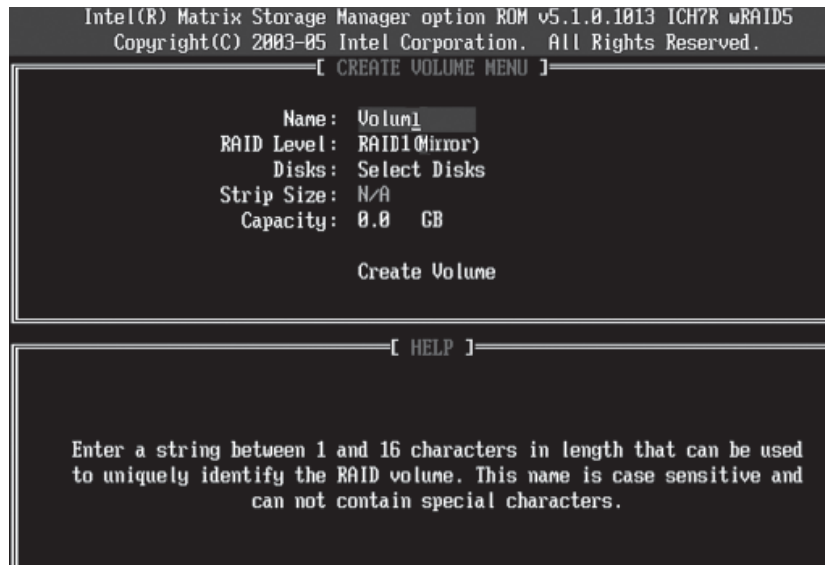 Intel(R) Matrix Storage Manager option ROM v5.1.0.1013 ICH7R wRAID5
Copyright(C) 2003-05 Intel Corporation. All Rights Reserved.
[ CREATE VOLUME MENU ]
Name: Volum1
RAID Level: RAID1(Mirror)
Disks: Select Disks
Strip Size: N/A
Capacity: 0.0 GB
Create Volume
[ HELP ]
Enter a string between 1 and 16 characters in length that can be used
to uniquely identify the RAID volume. This name is case sensitive and
can not contain special characters.